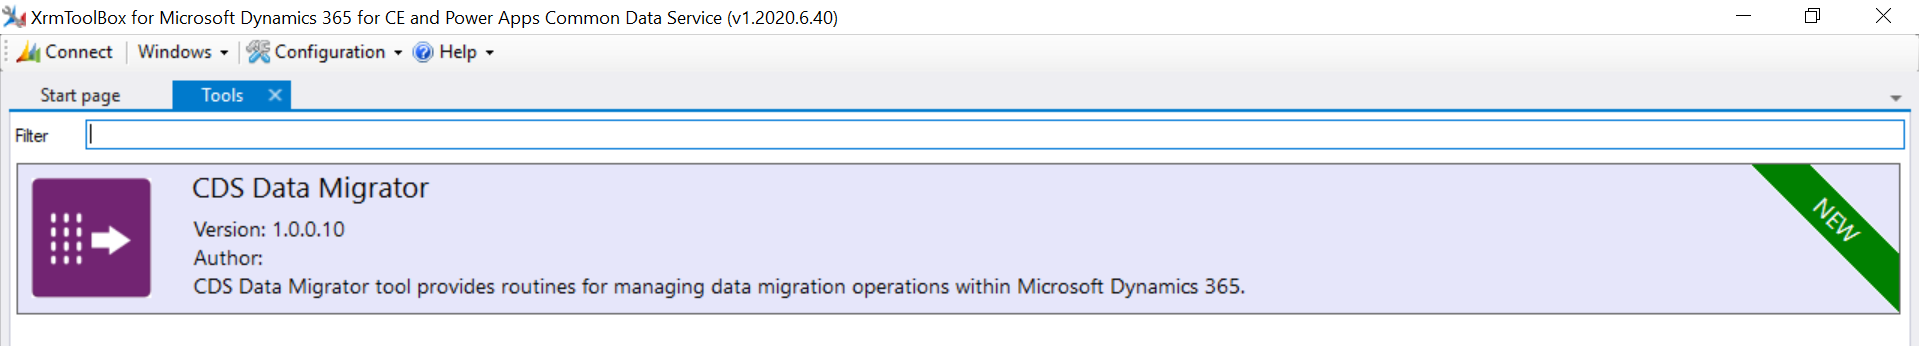 XrmToolBox for Microsoft Dynamics 365 for CE and Power Apps Common Data Service (v1.2020.6.40)
Connect Windows Configuration Help
Start page Tools
Filter
CDS Data Migrator
Version: 1.0.0.10
Author:
CDS Data Migrator tool provides routines for managing data migration operations within Microsoft Dynamics 365.
NEW